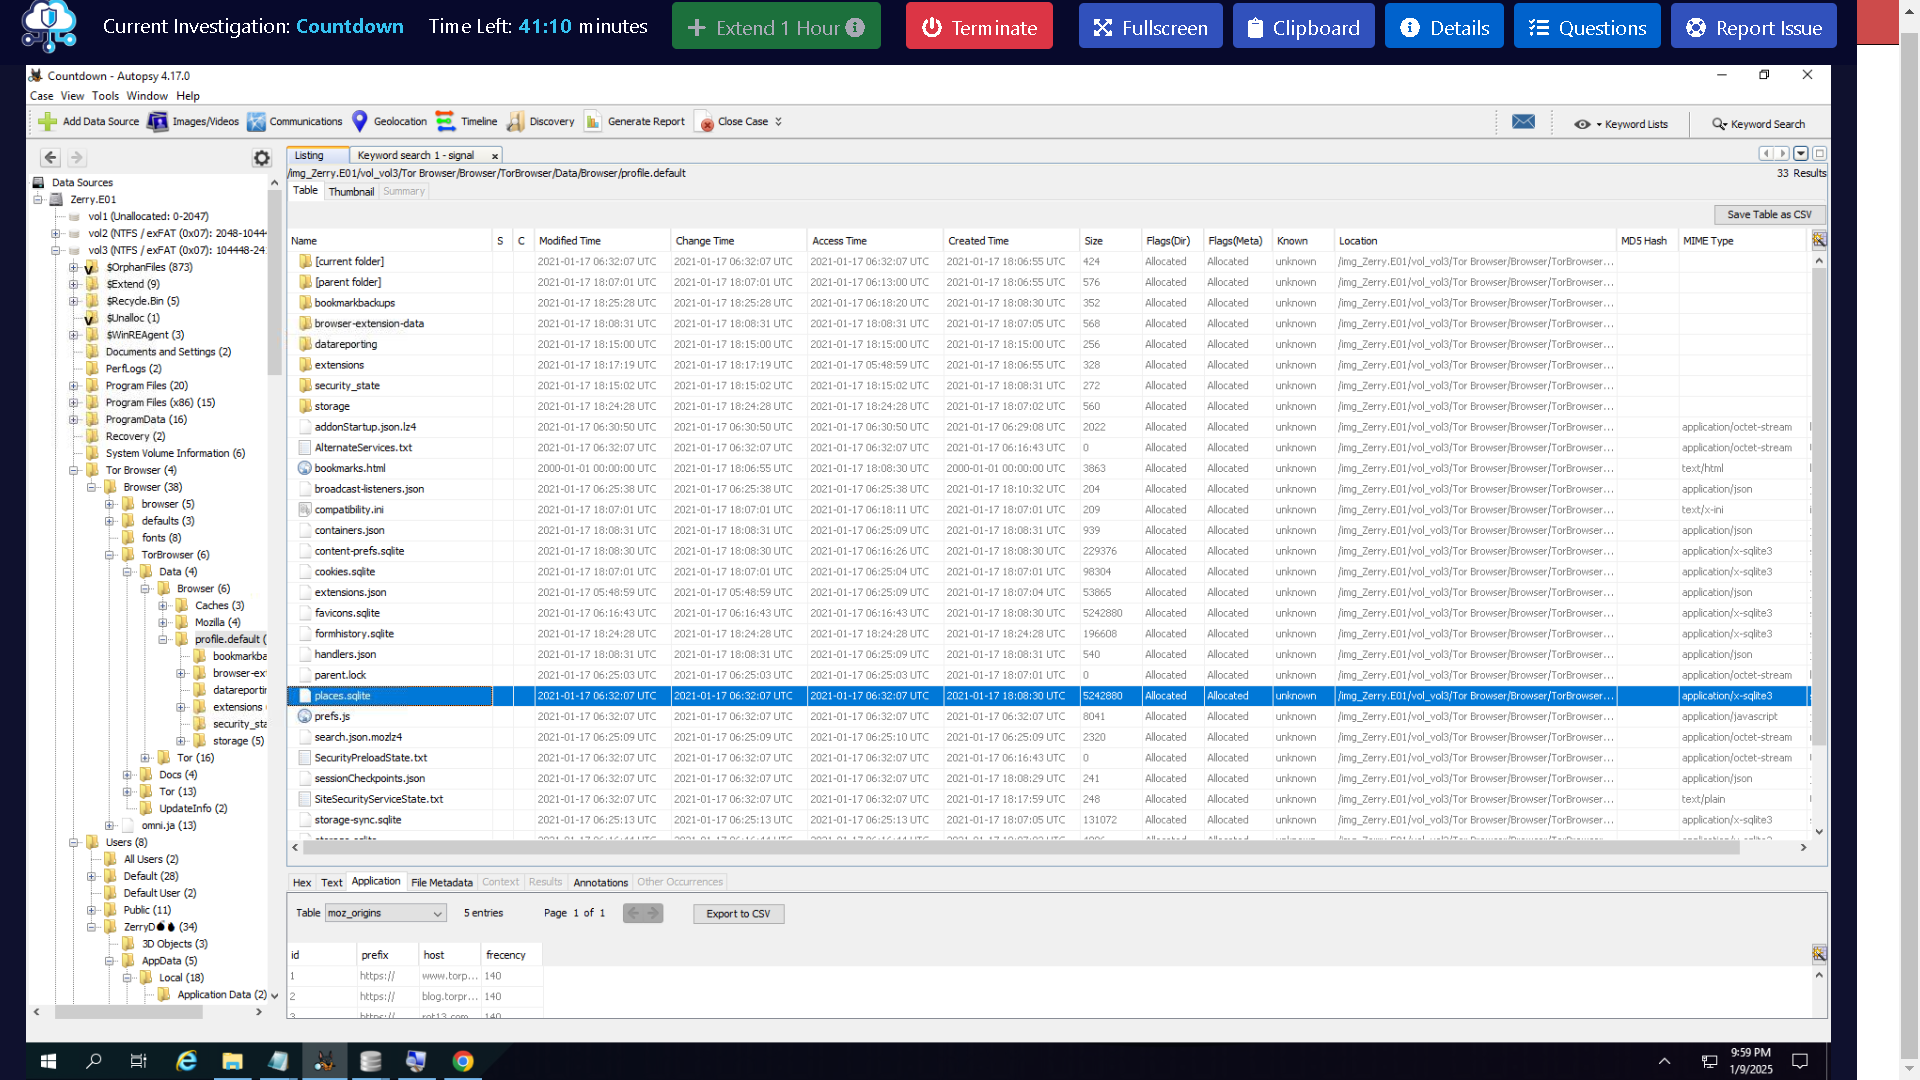 Current Investigation: Countdown
Time Left: 41:10 minutes
Extend 1 Hour
Terminate
Fullscreen
Clipboard
Details
Questions
Report Issue
Countdown - Autopsy 4.17.0
Case View Tools Window Help
Add Data Source
Images/Videos
Communications
Geolocation
Timeline
Discovery
Generate Report
Close Case
Keyword Lists
Keyword Search
Data Sources
Zerry.E01
vol1 (Unallocated: 0-2047)
vol2 (NTFS / exFAT (0x07): 2048-1044
vol3 (NTFS / exFAT (0x07): 104448-24
$OrphanFiles (873)
$Extend (9)
$Recycle.Bin (5)
$Unalloc (1)
$WinREAgent (3)
Documents and Settings (2)
PerfLogs (2)
Program Files (20)
Program Files (x86) (15)
ProgramData (16)
Recovery (2)
System Volume Information (6)
Tor Browser (4)
Browser (38)
browser (5)
defaults (3)
fonts (8)
TorBrowser (6)
Data (4)
Browser (6)
Caches (3)
Mozilla (4)
profile.default (
bookmarkba
browser-ex
datareportin
extensions
security_sta
storage (5)
Tor (16)
Docs (4)
Tor (13)
UpdateInfo (2)
omni.ja (13)
Users (8)
All Users (2)
Default (28)
Default User (2)
Public (11)
ZerryD💣💧 (34)
3D Objects (3)
AppData (5)
Local (18)
Application Data (2)
Listing
Keyword search 1 - signal x
/img_Zerry.E01/vol_vol3/Tor Browser/Browser/TorBrowser/Data/Browser/profile.default
33 Results
Table Thumbnail Summary
Save Table as CSV
Name S C Modified Time Change Time Access Time Created Time Size Flags(Dir) Flags(Meta) Known Location MD5 Hash MIME Type
[current folder] 2021-01-17 06:32:07 UTC 2021-01-17 06:32:07 UTC 2021-01-17 06:32:07 UTC 2021-01-17 18:06:55 UTC 424 Allocated Allocated unknown /img_Zerry.E01/vol_vol3/Tor Browser/Browser/TorBrowser...
[parent folder] 2021-01-17 18:07:01 UTC 2021-01-17 18:07:01 UTC 2021-01-17 06:13:00 UTC 2021-01-17 18:06:55 UTC 576 Allocated Allocated unknown /img_Zerry.E01/vol_vol3/Tor Browser/Browser/TorBrowser...
bookmarkbackups 2021-01-17 18:25:28 UTC 2021-01-17 18:25:28 UTC 2021-01-17 06:18:20 UTC 2021-01-17 18:08:30 UTC 352 Allocated Allocated unknown /img_Zerry.E01/vol_vol3/Tor Browser/Browser/TorBrowser...
browser-extension-data 2021-01-17 18:08:31 UTC 2021-01-17 18:08:31 UTC 2021-01-17 18:08:31 UTC 2021-01-17 18:07:05 UTC 568 Allocated Allocated unknown /img_Zerry.E01/vol_vol3/Tor Browser/Browser/TorBrowser...
datareporting 2021-01-17 18:15:00 UTC 2021-01-17 18:15:00 UTC 2021-01-17 18:15:00 UTC 2021-01-17 18:15:00 UTC 256 Allocated Allocated unknown /img_Zerry.E01/vol_vol3/Tor Browser/Browser/TorBrowser...
extensions 2021-01-17 18:17:19 UTC 2021-01-17 18:17:19 UTC 2021-01-17 05:48:59 UTC 2021-01-17 18:06:55 UTC 328 Allocated Allocated unknown /img_Zerry.E01/vol_vol3/Tor Browser/Browser/TorBrowser...
security_state 2021-01-17 18:15:02 UTC 2021-01-17 18:15:02 UTC 2021-01-17 18:15:02 UTC 2021-01-17 18:08:31 UTC 272 Allocated Allocated unknown /img_Zerry.E01/vol_vol3/Tor Browser/Browser/TorBrowser...
storage 2021-01-17 18:24:28 UTC 2021-01-17 18:24:28 UTC 2021-01-17 18:24:28 UTC 2021-01-17 18:07:02 UTC 560 Allocated Allocated unknown /img_Zerry.E01/vol_vol3/Tor Browser/Browser/TorBrowser...
addonStartup.json.lz4 2021-01-17 06:30:50 UTC 2021-01-17 06:30:50 UTC 2021-01-17 06:30:50 UTC 2021-01-17 06:29:08 UTC 2022 Allocated Allocated unknown /img_Zerry.E01/vol_vol3/Tor Browser/Browser/TorBrowser... application/octet-stream
AlternateServices.txt 2021-01-17 06:32:07 UTC 2021-01-17 06:32:07 UTC 2021-01-17 06:32:07 UTC 2021-01-17 06:16:43 UTC 0 Allocated Allocated unknown /img_Zerry.E01/vol_vol3/Tor Browser/Browser/TorBrowser... application/octet-stream
bookmarks.html 2000-01-01 00:00:00 UTC 2021-01-17 18:06:55 UTC 2021-01-17 18:08:30 UTC 2000-01-01 00:00:00 UTC 3863 Allocated Allocated unknown /img_Zerry.E01/vol_vol3/Tor Browser/Browser/TorBrowser... text/html
broadcast-listeners.json 2021-01-17 06:25:38 UTC 2021-01-17 06:25:38 UTC 2021-01-17 06:25:38 UTC 2021-01-17 18:10:32 UTC 204 Allocated Allocated unknown /img_Zerry.E01/vol_vol3/Tor Browser/Browser/TorBrowser... application/json
compatibility.ini 2021-01-17 18:07:01 UTC 2021-01-17 18:07:01 UTC 2021-01-17 06:18:11 UTC 2021-01-17 18:07:01 UTC 209 Allocated Allocated unknown /img_Zerry.E01/vol_vol3/Tor Browser/Browser/TorBrowser... text/x-ini
containers.json 2021-01-17 18:08:31 UTC 2021-01-17 18:08:31 UTC 2021-01-17 06:25:09 UTC 2021-01-17 18:08:31 UTC 939 Allocated Allocated unknown /img_Zerry.E01/vol_vol3/Tor Browser/Browser/TorBrowser... application/json
content-prefs.sqlite 2021-01-17 18:08:30 UTC 2021-01-17 18:08:30 UTC 2021-01-17 06:16:26 UTC 2021-01-17 18:08:30 UTC 229376 Allocated Allocated unknown /img_Zerry.E01/vol_vol3/Tor Browser/Browser/TorBrowser... application/x-sqlite3
cookies.sqlite 2021-01-17 18:07:01 UTC 2021-01-17 18:07:01 UTC 2021-01-17 06:25:04 UTC 2021-01-17 18:07:01 UTC 98304 Allocated Allocated unknown /img_Zerry.E01/vol_vol3/Tor Browser/Browser/TorBrowser... application/x-sqlite3
extensions.json 2021-01-17 05:48:59 UTC 2021-01-17 05:48:59 UTC 2021-01-17 06:25:09 UTC 2021-01-17 18:07:04 UTC 53865 Allocated Allocated unknown /img_Zerry.E01/vol_vol3/Tor Browser/Browser/TorBrowser... application/json
favicons.sqlite 2021-01-17 06:16:43 UTC 2021-01-17 06:16:43 UTC 2021-01-17 06:16:43 UTC 2021-01-17 18:08:30 UTC 5242880 Allocated Allocated unknown /img_Zerry.E01/vol_vol3/Tor Browser/Browser/TorBrowser... application/x-sqlite3
formhistory.sqlite 2021-01-17 18:24:28 UTC 2021-01-17 18:24:28 UTC 2021-01-17 18:24:28 UTC 2021-01-17 18:24:28 UTC 196608 Allocated Allocated unknown /img_Zerry.E01/vol_vol3/Tor Browser/Browser/TorBrowser... application/x-sqlite3
handlers.json 2021-01-17 18:08:31 UTC 2021-01-17 18:08:31 UTC 2021-01-17 06:25:09 UTC 2021-01-17 18:08:31 UTC 540 Allocated Allocated unknown /img_Zerry.E01/vol_vol3/Tor Browser/Browser/TorBrowser... application/json
parent.lock 2021-01-17 06:25:03 UTC 2021-01-17 06:25:03 UTC 2021-01-17 06:25:03 UTC 2021-01-17 18:07:01 UTC 0 Allocated Allocated unknown /img_Zerry.E01/vol_vol3/Tor Browser/Browser/TorBrowser... application/octet-stream
places.sqlite 2021-01-17 06:32:07 UTC 2021-01-17 06:32:07 UTC 2021-01-17 06:32:07 UTC 2021-01-17 18:08:30 UTC 5242880 Allocated Allocated unknown /img_Zerry.E01/vol_vol3/Tor Browser/Browser/TorBrowser... application/x-sqlite3
prefs.js 2021-01-17 06:32:07 UTC 2021-01-17 06:32:07 UTC 2021-01-17 06:32:07 UTC 2021-01-17 06:32:07 UTC 8041 Allocated Allocated unknown /img_Zerry.E01/vol_vol3/Tor Browser/Browser/TorBrowser... application/javascript
search.json.mozlz4 2021-01-17 06:25:09 UTC 2021-01-17 06:25:09 UTC 2021-01-17 06:25:10 UTC 2021-01-17 06:25:09 UTC 2320 Allocated Allocated unknown /img_Zerry.E01/vol_vol3/Tor Browser/Browser/TorBrowser... application/octet-stream
SecurityPreloadState.txt 2021-01-17 06:32:07 UTC 2021-01-17 06:32:07 UTC 2021-01-17 06:32:07 UTC 2021-01-17 06:16:43 UTC 0 Allocated Allocated unknown /img_Zerry.E01/vol_vol3/Tor Browser/Browser/TorBrowser... application/octet-stream
sessionCheckpoints.json 2021-01-17 06:32:07 UTC 2021-01-17 06:32:07 UTC 2021-01-17 06:32:07 UTC 2021-01-17 18:08:29 UTC 241 Allocated Allocated unknown /img_Zerry.E01/vol_vol3/Tor Browser/Browser/TorBrowser... application/json
SiteSecurityServiceState.txt 2021-01-17 06:32:07 UTC 2021-01-17 06:32:07 UTC 2021-01-17 06:32:07 UTC 2021-01-17 18:17:59 UTC 248 Allocated Allocated unknown /img_Zerry.E01/vol_vol3/Tor Browser/Browser/TorBrowser... text/plain
storage-sync.sqlite 2021-01-17 06:25:13 UTC 2021-01-17 06:25:13 UTC 2021-01-17 06:25:13 UTC 2021-01-17 18:07:05 UTC 131072 Allocated Allocated unknown /img_Zerry.E01/vol_vol3/Tor Browser/Browser/TorBrowser... application/x-sqlite3
Hex Text Application File Metadata Context Results Annotations Other Occurrences
Table moz_origins 5 entries Page 1 of 1 Export to CSV
id prefix host frecency
1 https:// www.torp... 140
2 https:// blog.torpr... 140
3 https:// rot13.com 140
9:59 PM
1/9/2025